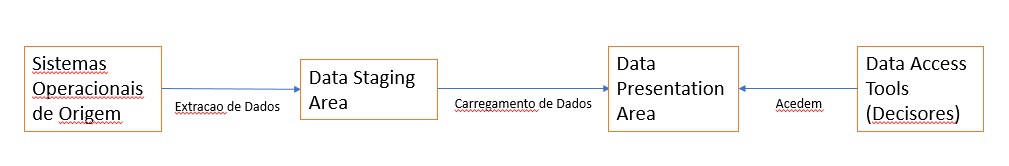 Sistemas
Operacionais
de Origem
Extracao de Dados
Data Staging
Area
Carregamento de Dados
Data
Presentation
Area
Acedem
Data Access
Tools
(Decisores)